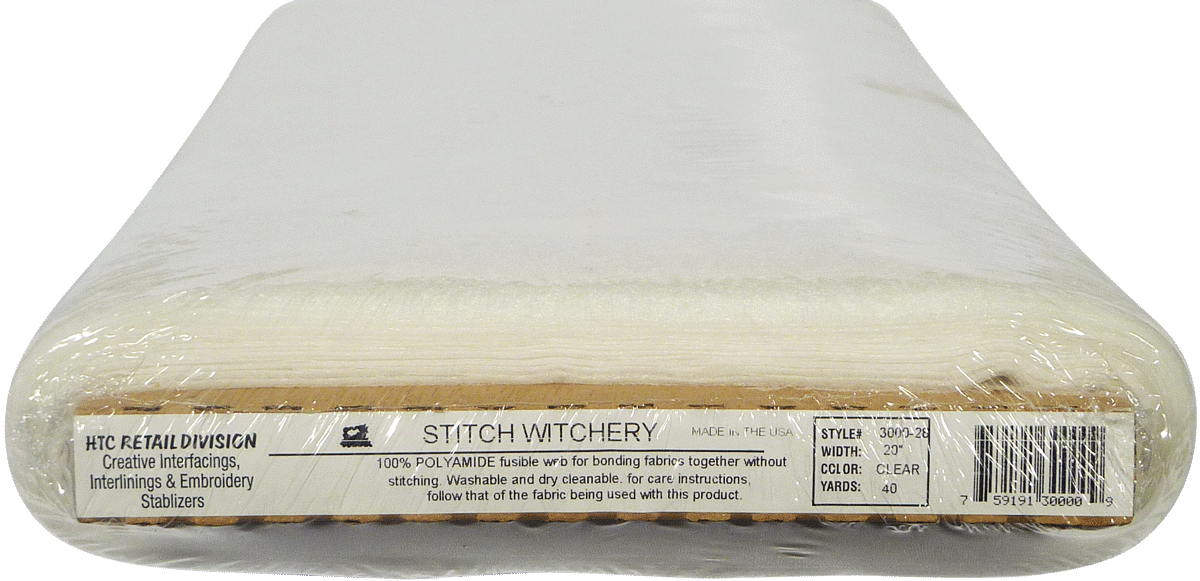 HTC RETAIL DIVISION
Creative Interfacings,
Interlinings & Embroidery
Stablizers
STITCH WITCHERY
MADE IN THE USA
100% POLYAMIDE fusible web for bonding fabrics together without
stitching. Washable and dry cleanable. for care instructions,
follow that of the fabric being used with this product.
STYLE#
WIDTH: 20"
COLOR: CLEAR
YARDS: 40
7 59191 30000 9